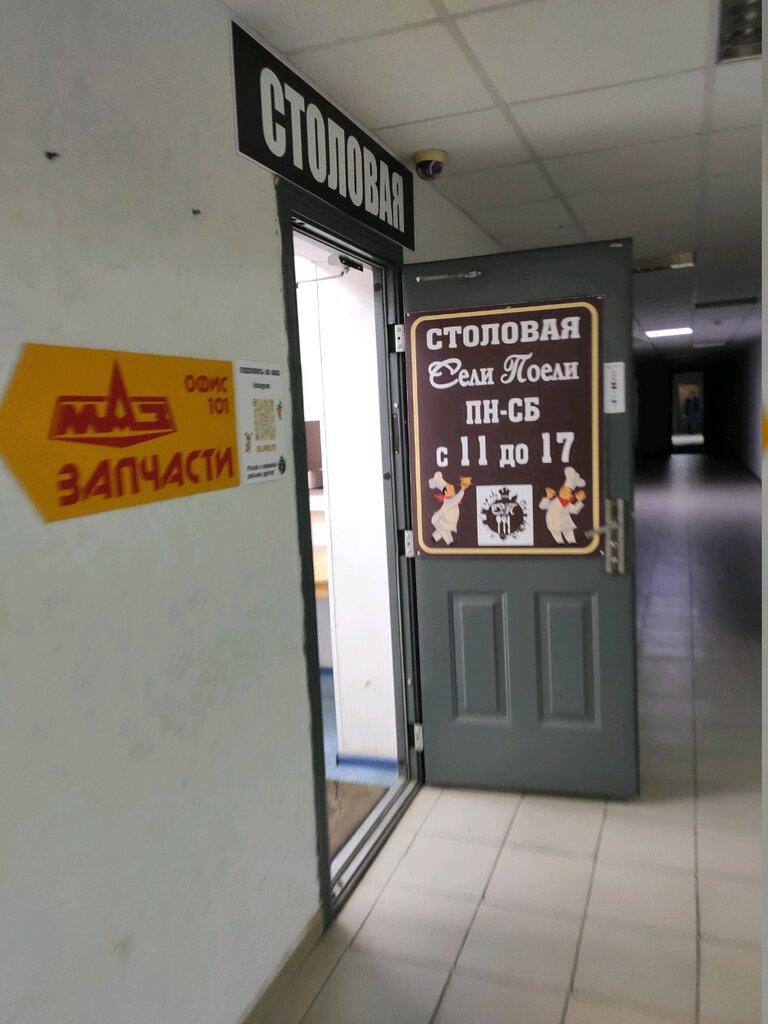 СТОЛОВАЯ
СТОЛОВАЯ
Сели Поели
ПН-СБ
с 11 до 17
ОФИС
101
МАЗ
ЗАПЧАСТИ